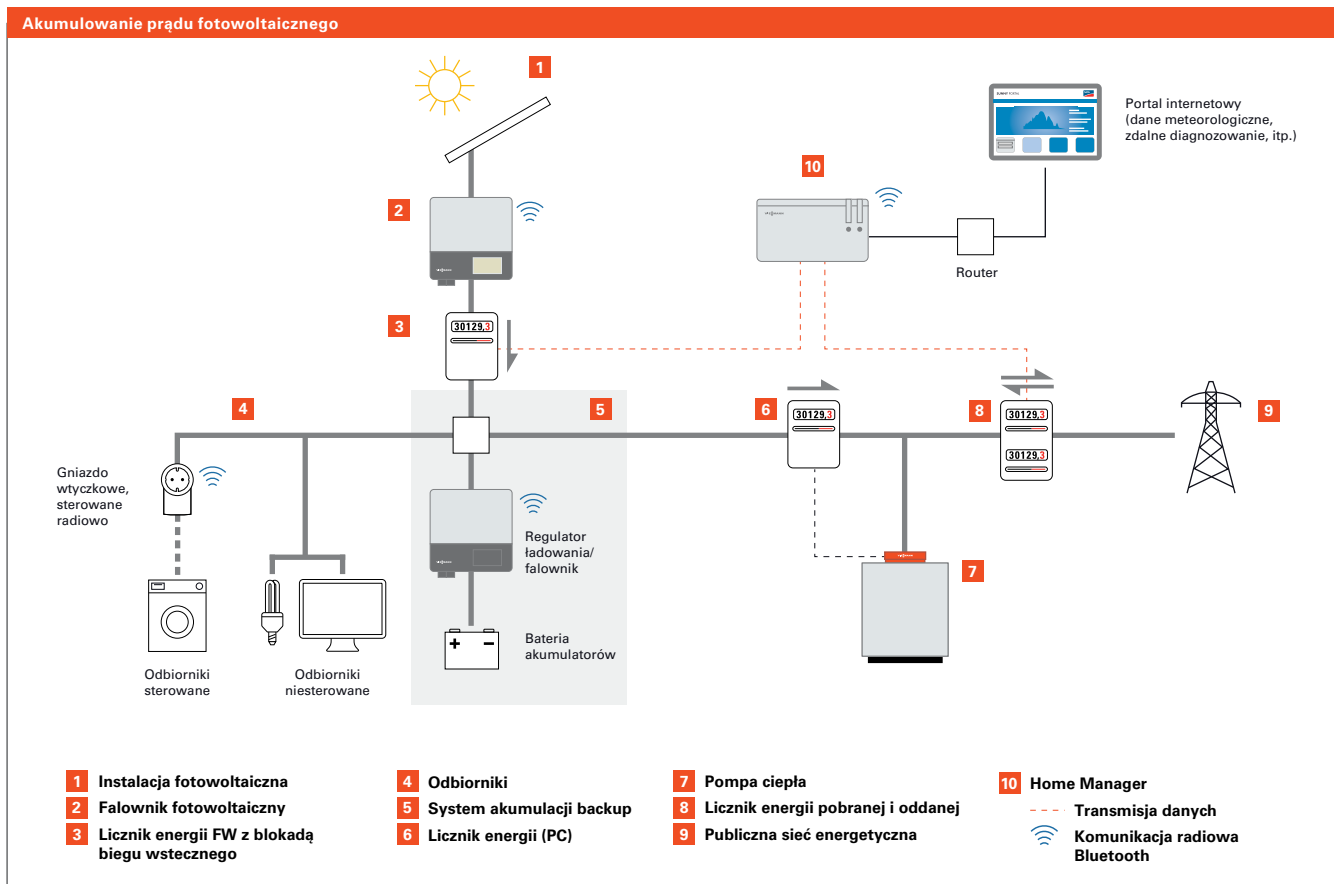 Akumulowanie prądu fotowoltaicznego
1
SUNNY PORTAL
Portal internetowy
(dane meteorologiczne,
zdalne diagnozowanie, itp.)
10
2
Router
3
30129,3
4
5
6
30129,3
8
30129,3
30129,3
9
Gniazdo
wtyczkowe,
sterowane
radiowo
Regulator
ładowania/
falownik
7
+ −
Bateria
akumulatorów
Odbiorniki
sterowane
Odbiorniki
niesterowane
1 Instalacja fotowoltaiczna
2 Falownik fotowoltaiczny
3 Licznik energii FW z blokadą
biegu wstecznego
4 Odbiorniki
5 System akumulacji backup
6 Licznik energii (PC)
7 Pompa ciepła
8 Licznik energii pobranej i oddanej
9 Publiczna sieć energetyczna
10 Home Manager
Transmisja danych
Komunikacja radiowa
Bluetooth